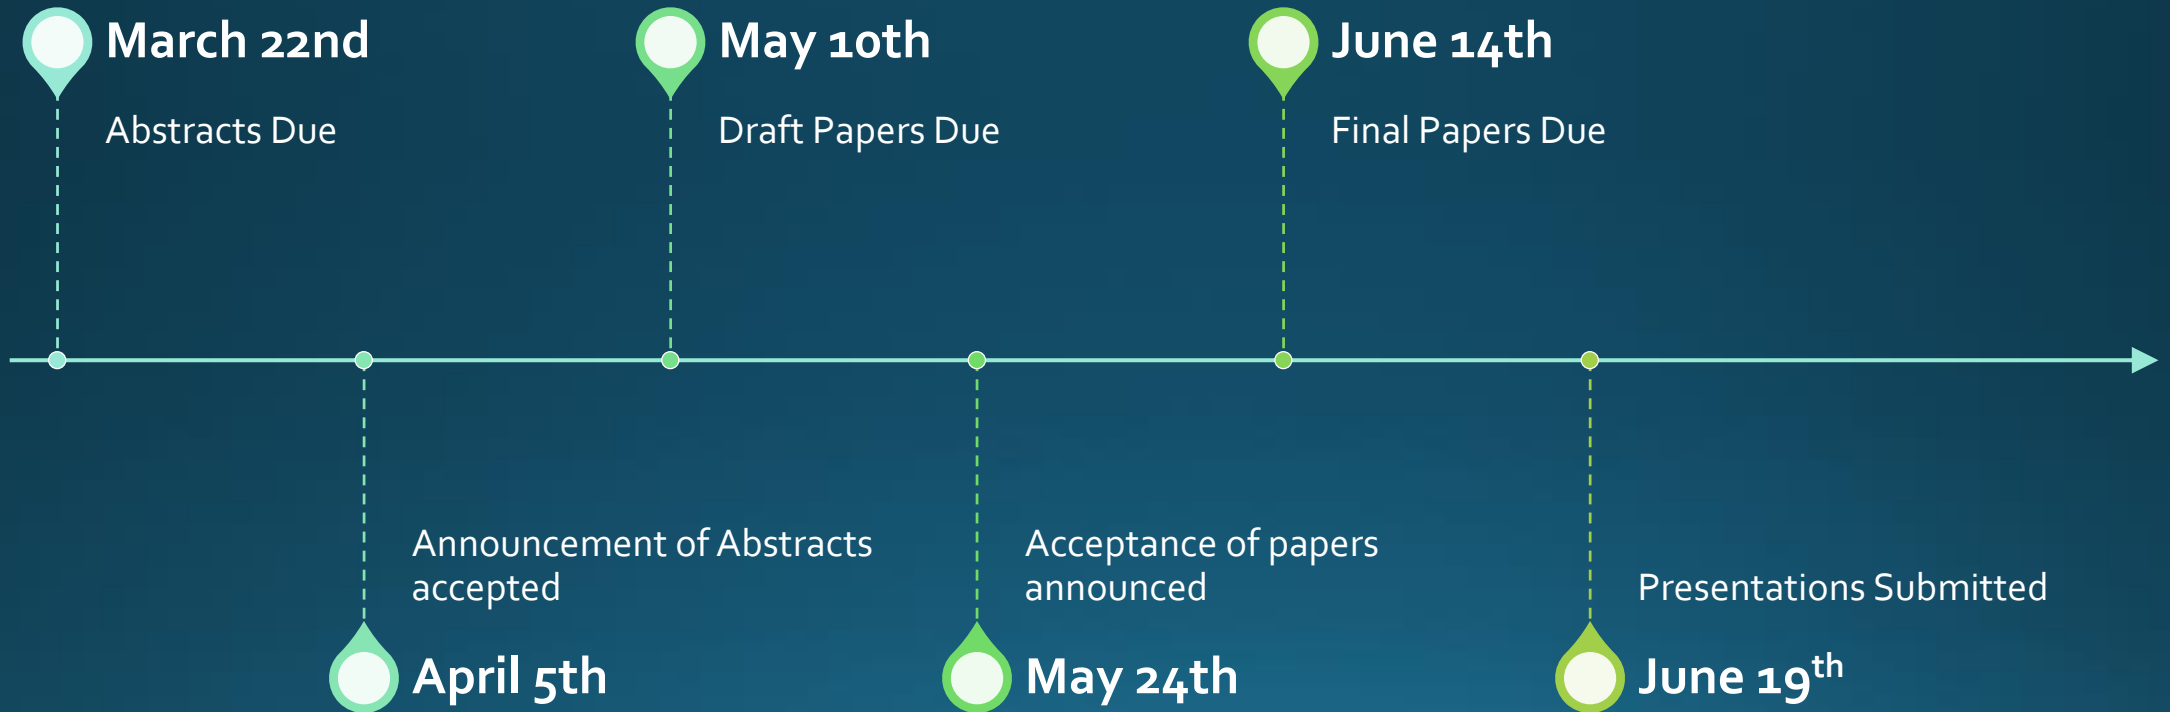 March 22nd
Abstracts Due
May 10th
Draft Papers Due
June 14th
Final Papers Due
Announcement of Abstracts
accepted
April 5th
Acceptance of papers
announced
May 24th
Presentations Submitted
June 19th